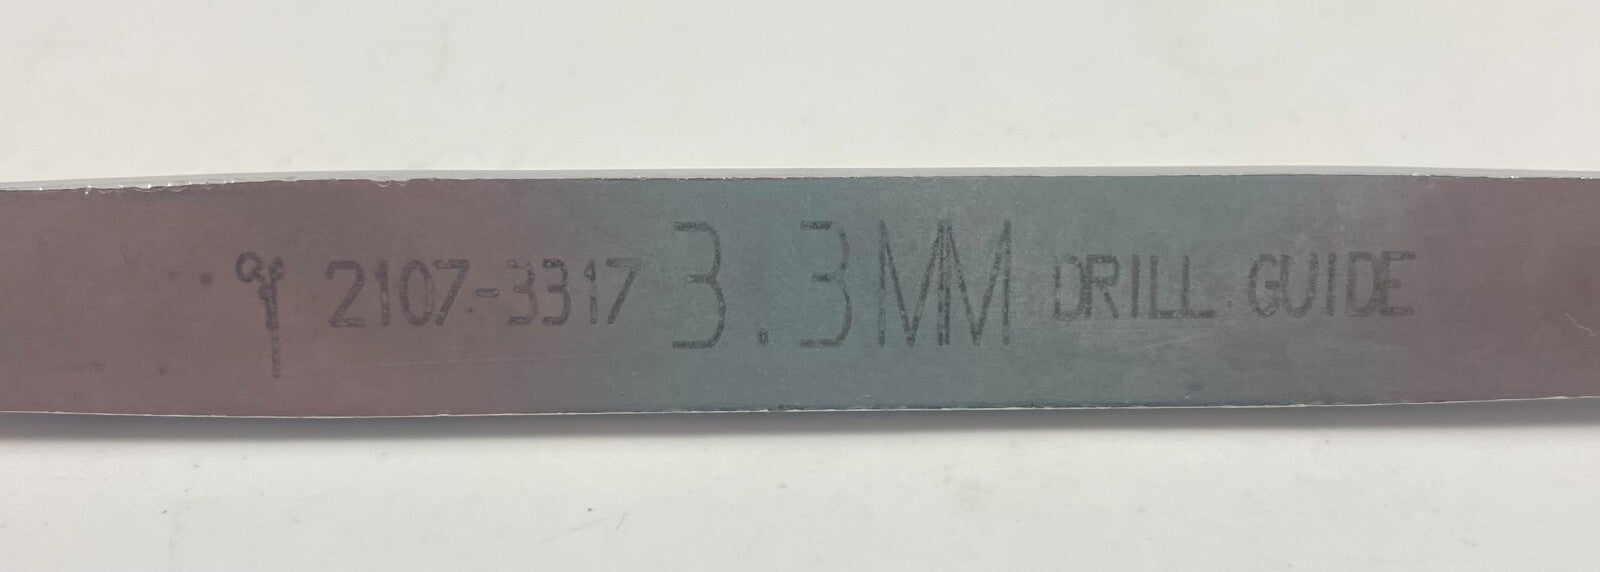 2107-3317 3.3MM DRILL GUIDE